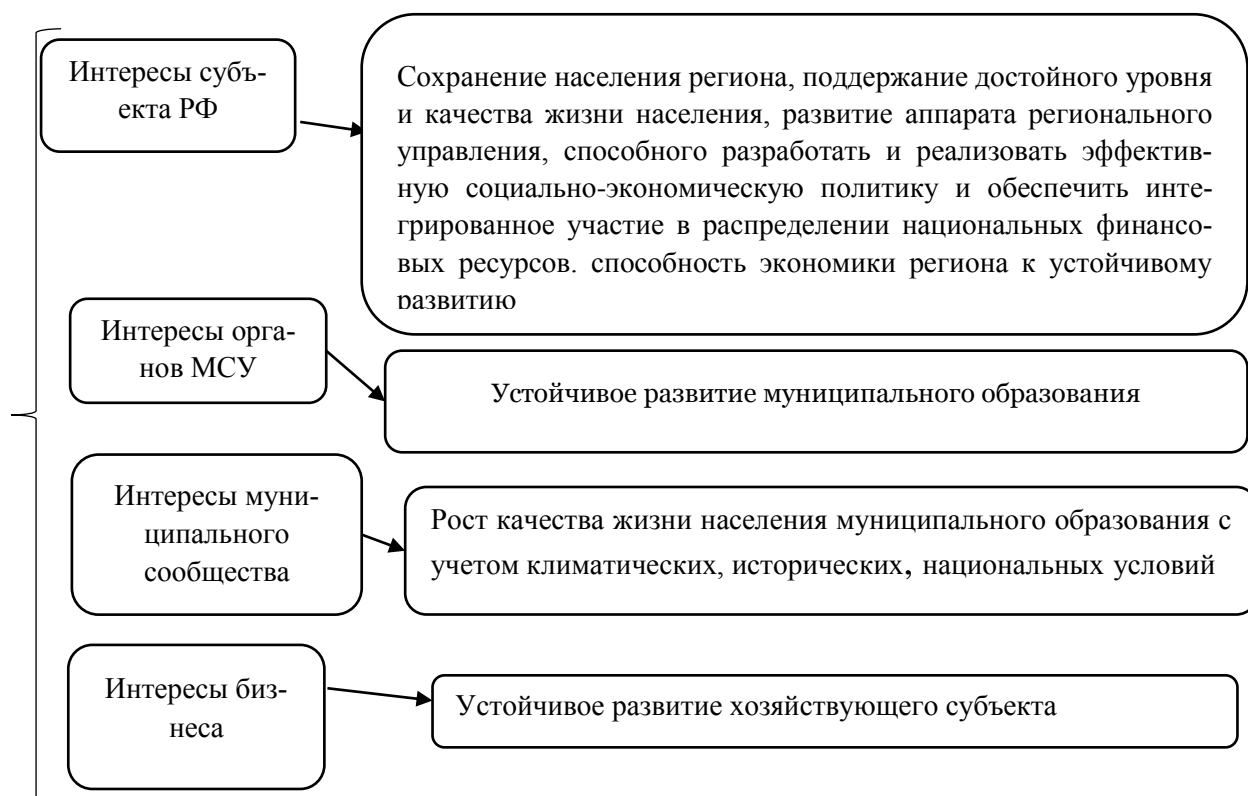 Интересы субъ-
екта РФ
Сохранение населения региона, поддержание достойного уровня
и качества жизни населения, развитие аппарата регионального
управления, способного разработать и реализовать эффектив-
ную социально-экономическую политику и обеспечить инте-
грированное участие в распределении национальных финансо-
вых ресурсов. способность экономики региона к устойчивому
развитию
Интересы орга-
нов МСУ
Устойчивое развитие муниципального образования
Интересы муни-
ципального
сообщества
Рост качества жизни населения муниципального образования с
учетом климатических, исторических, национальных условий
Интересы биз-
неса
Устойчивое развитие хозяйствующего субъекта